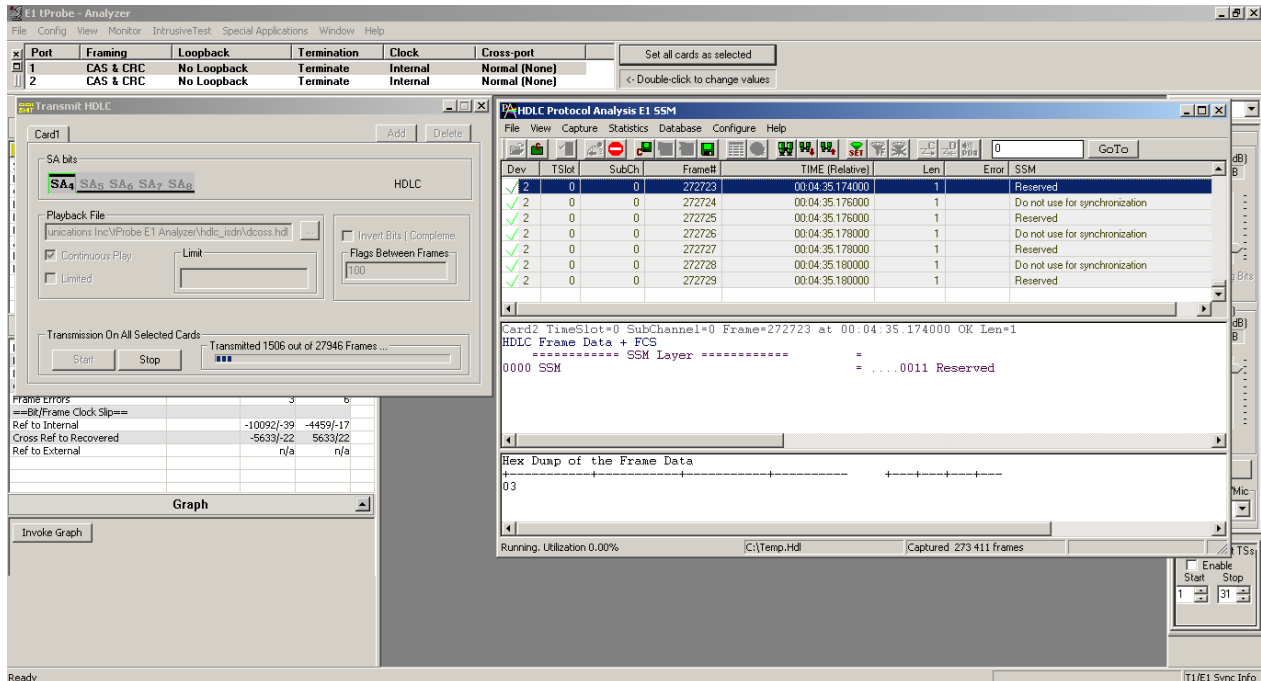 E1 tProbe - Analyzer
File Config View Monitor IntrusiveTest Special Applications Window Help
Port Framing Loopback Termination Clock Cross-port
1 CAS & CRC No Loopback Terminate Internal Normal (None)
2 CAS & CRC No Loopback Terminate Internal Normal (None)
Set all cards as selected
<- Double-click to change values
Transmit HDLC
Card1
Add Delete
SA bits
SA4 SA5 SA6 SA7 SA8
HDLC
Playback File
unications Inc\tProbe E1 Analyzer\hdlc_isdn\dcoss.hdl
...
Continuous Play
Limited
Limit
Invert Bits ( Compleme
Flags Between Frames
100
Transmission On All Selected Cards
Start Stop
Transmitted 1506 out of 27946 Frames ...
Frame Errors 3 6
==Bit/Frame Clock Slip==
Ref to Internal -10092/-39 -4459/-17
Cross Ref to Recovered -5633/-22 5633/22
Ref to External n/a n/a
Graph
Invoke Graph
HDLC Protocol Analysis E1 SSM
File View Capture Statistics Database Configure Help
SET
0
GoTo
Dev TSlot SubCh Frame# TIME (Relative) Len Error SSM
2 0 0 272723 00:04:35.174000 1 Reserved
2 0 0 272724 00:04:35.176000 1 Do not use for synchronization
2 0 0 272725 00:04:35.176000 1 Reserved
2 0 0 272726 00:04:35.178000 1 Do not use for synchronization
2 0 0 272727 00:04:35.178000 1 Reserved
2 0 0 272728 00:04:35.180000 1 Do not use for synchronization
2 0 0 272729 00:04:35.180000 1 Reserved
Card2 TimeSlot=0 SubChannel=0 Frame=272723 at 00:04:35.174000 OK Len=1
HDLC Frame Data + FCS
============ SSM Layer ============ =
0000 SSM = ....0011 Reserved
Hex Dump of the Frame Data
+-----------+-----------+-----------+---------- +---+---+---+---
03
Running. Utilization 0.00% C:\Temp.Hdl Captured 273 411 frames
dB)
B
g Bits
dB)
B
/Mic
t TSs
Enable
Start Stop
1 31
Ready
T1/E1 Sync Info